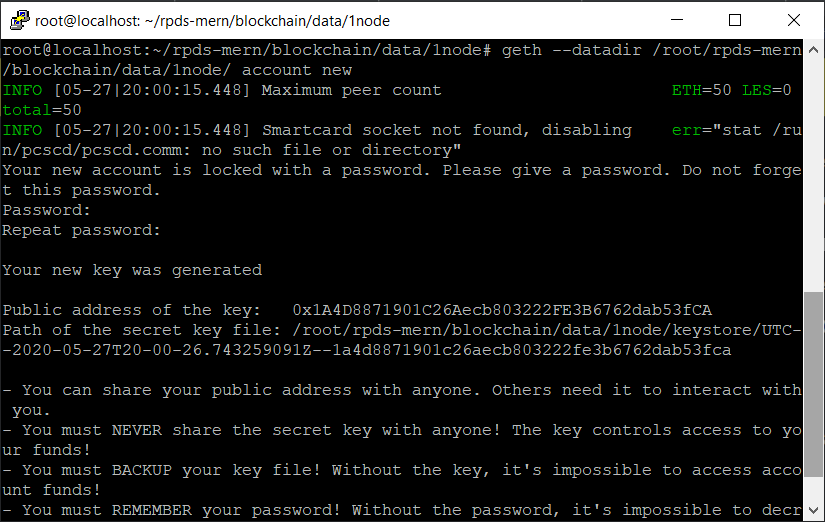 root@localhost: ~/rpds-mern/blockchain/data/1node
root@localhost:~/rpds-mern/blockchain/data/1node# geth --datadir /root/rpds-mern
/blockchain/data/1node/ account new
INFO [05-27|20:00:15.448] Maximum peer count                       ETH=50 LES=0
total=50
INFO [05-27|20:00:15.448] Smartcard socket not found, disabling    err="stat /ru
n/pcscd/pcscd.comm: no such file or directory"
Your new account is locked with a password. Please give a password. Do not forge
t this password.
Password:
Repeat password:
Your new key was generated
Public address of the key:   0x1A4D8871901C26Aecb803222FE3B6762dab53fCA
Path of the secret key file: /root/rpds-mern/blockchain/data/1node/keystore/UTC-
-2020-05-27T20-00-26.743259091Z--1a4d8871901c26aecb803222fe3b6762dab53fca
- You can share your public address with anyone. Others need it to interact with
 you.
- You must NEVER share the secret key with anyone! The key controls access to yo
ur funds!
- You must BACKUP your key file! Without the key, it's impossible to access acco
unt funds!
- You must REMEMBER your password! Without the password, it's impossible to decr